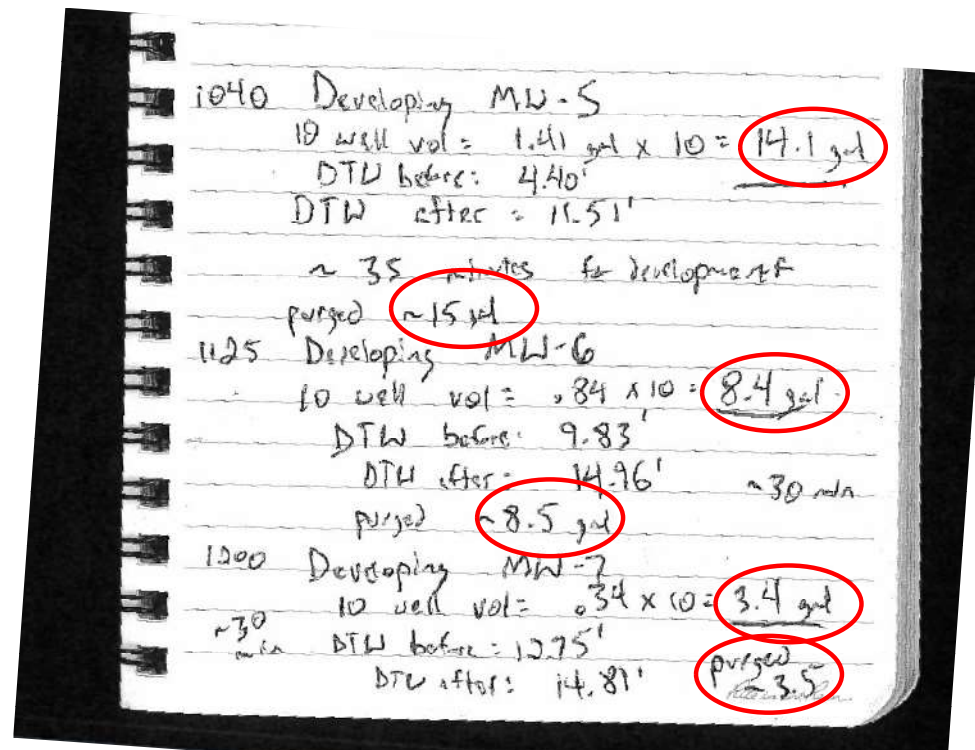 1040 Developing MW-5
10 well vol = 1.41 gal x 10 = 14.1 gal
DTW before: 4.40'
DTW after = 11.51'
~ 35 minutes for development
purged ~15 gal
1125 Developing MW-6
10 well vol = .84 x 10 = 8.4 gal
DTW before: 9.83'
DTW after: 14.96' ~30 min
purged ~8.5 gal
1200 Developing MW-7
10 well vol = .34 x 10 = 3.4 gal
~30 min DTW before: 12.75'
DTW after: 14.81' purged ~3.5